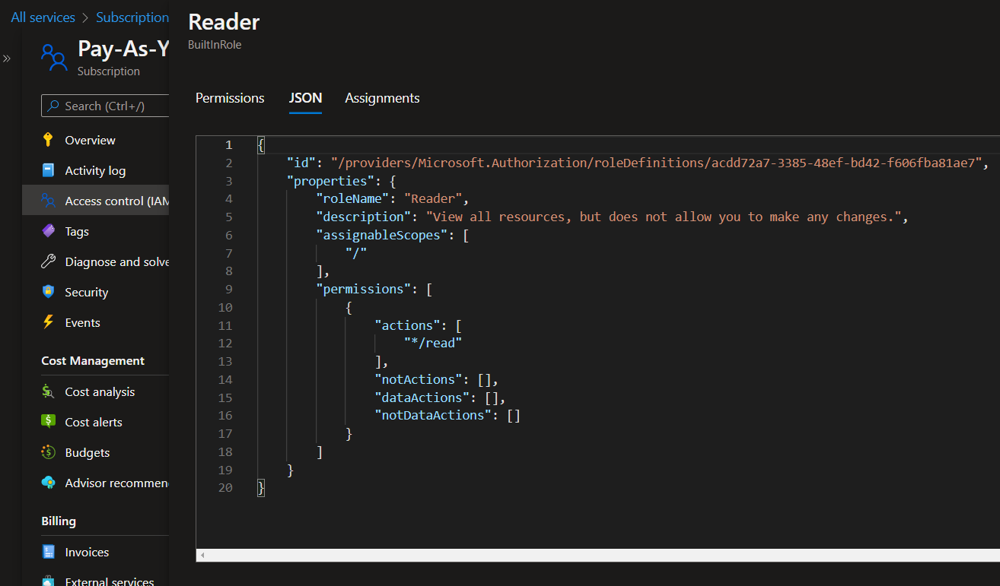 All services > Subscription
Pay-As-Y
Subscription
Search (Ctrl+/)
Overview
Activity log
Access control (IAM
Tags
Diagnose and solve
Security
Events
Cost Management
Cost analysis
Cost alerts
Budgets
Advisor recommen
Billing
Invoices
External services
Reader
BuiltInRole
Permissions JSON Assignments
1 {
2 "id": "/providers/Microsoft.Authorization/roleDefinitions/acdd72a7-3385-48ef-bd42-f606fba81ae7",
3 "properties": {
4 "roleName": "Reader",
5 "description": "View all resources, but does not allow you to make any changes.",
6 "assignableScopes": [
7 "/"
8 ],
9 "permissions": [
10 {
11 "actions": [
12 "*/read"
13 ],
14 "notActions": [],
15 "dataActions": [],
16 "notDataActions": []
17 }
18 ]
19 }
20 }